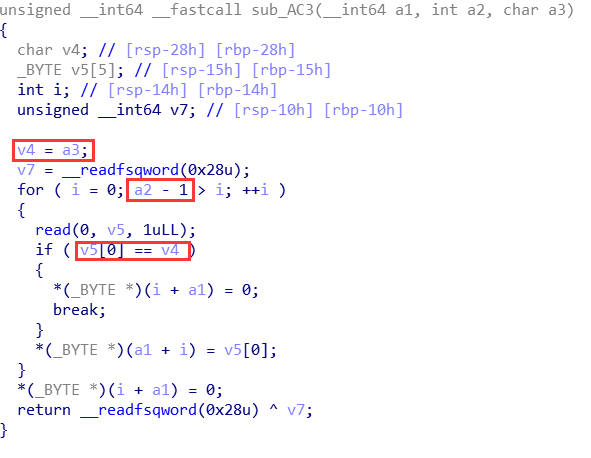 unsigned __int64 __fastcall sub_AC3(__int64 a1, int a2, char a3)
{
  char v4; // [rsp-28h] [rbp-28h]
  _BYTE v5[5]; // [rsp-15h] [rbp-15h]
  int i; // [rsp-14h] [rbp-14h]
  unsigned __int64 v7; // [rsp-10h] [rbp-10h]

  v4 = a3;
  v7 = __readfsqword(0x28u);
  for ( i = 0; a2 - 1 > i; ++i )
  {
    read(0, v5, 1uLL);
    if ( v5[0] == v4 )
    {
      *(_BYTE *)(i + a1) = 0;
      break;
    }
    *(_BYTE *)(a1 + i) = v5[0];
  }
  *(_BYTE *)(i + a1) = 0;
  return __readfsqword(0x28u) ^ v7;
}